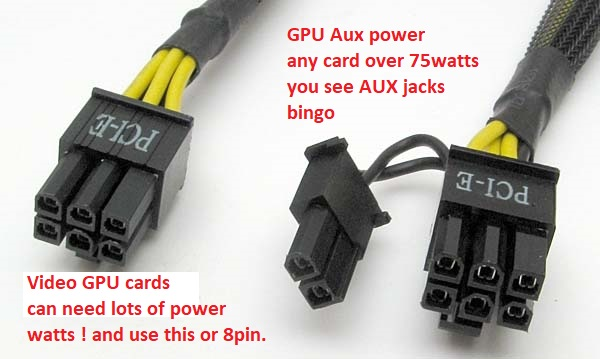 GPU Aux power
any card over 75watts
you see AUX jacks
bingo
PCI-E
PCI-E
Video GPU cards
can need lots of power
watts ! and use this or 8pin.